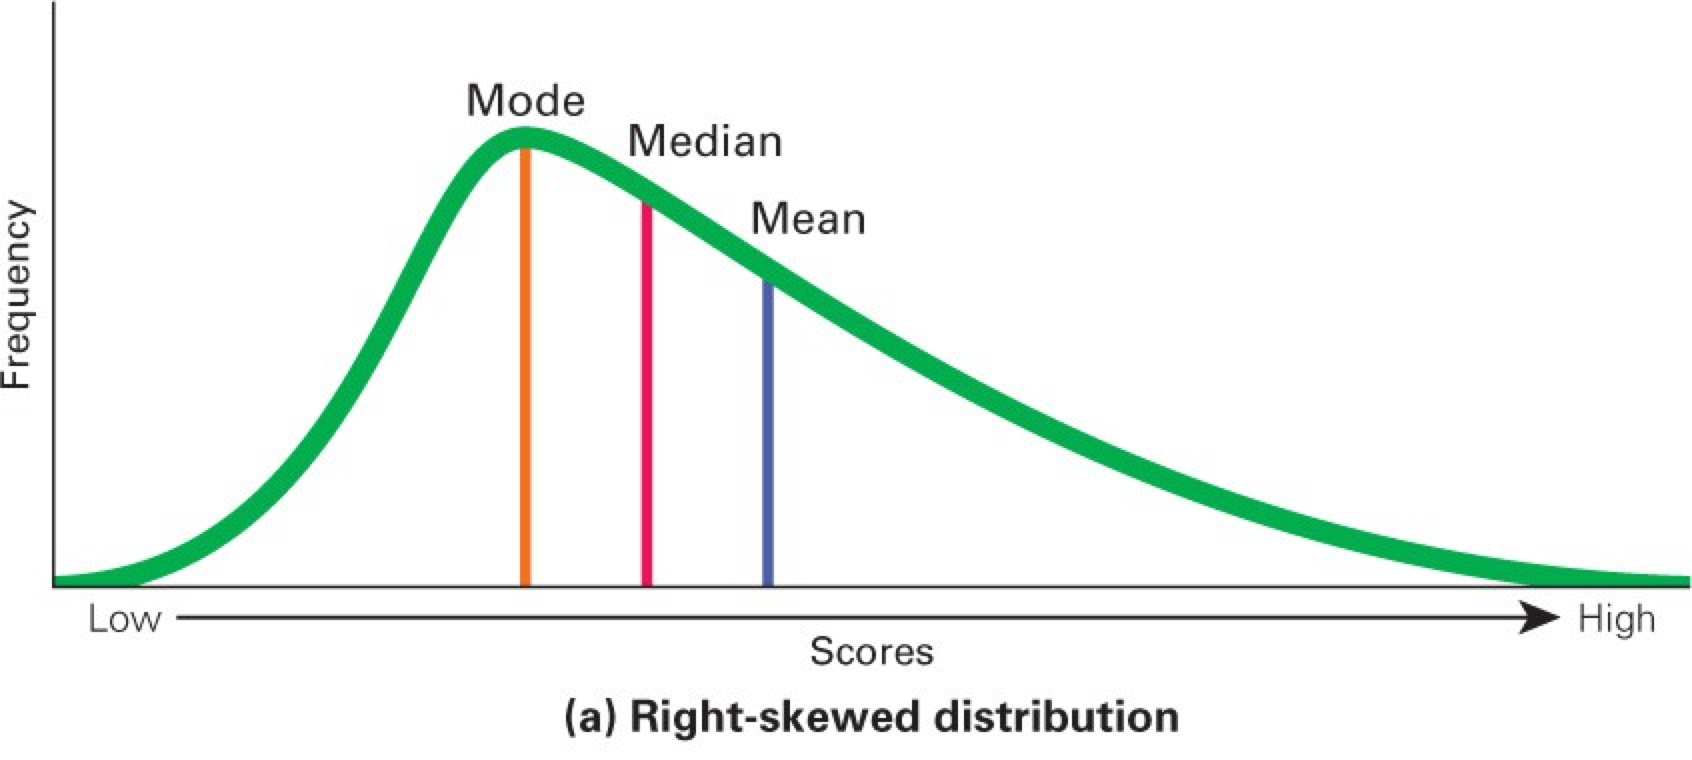 Mode
Median
Mean
Frequency
Low
High
Scores
(a) Right-skewed distribution